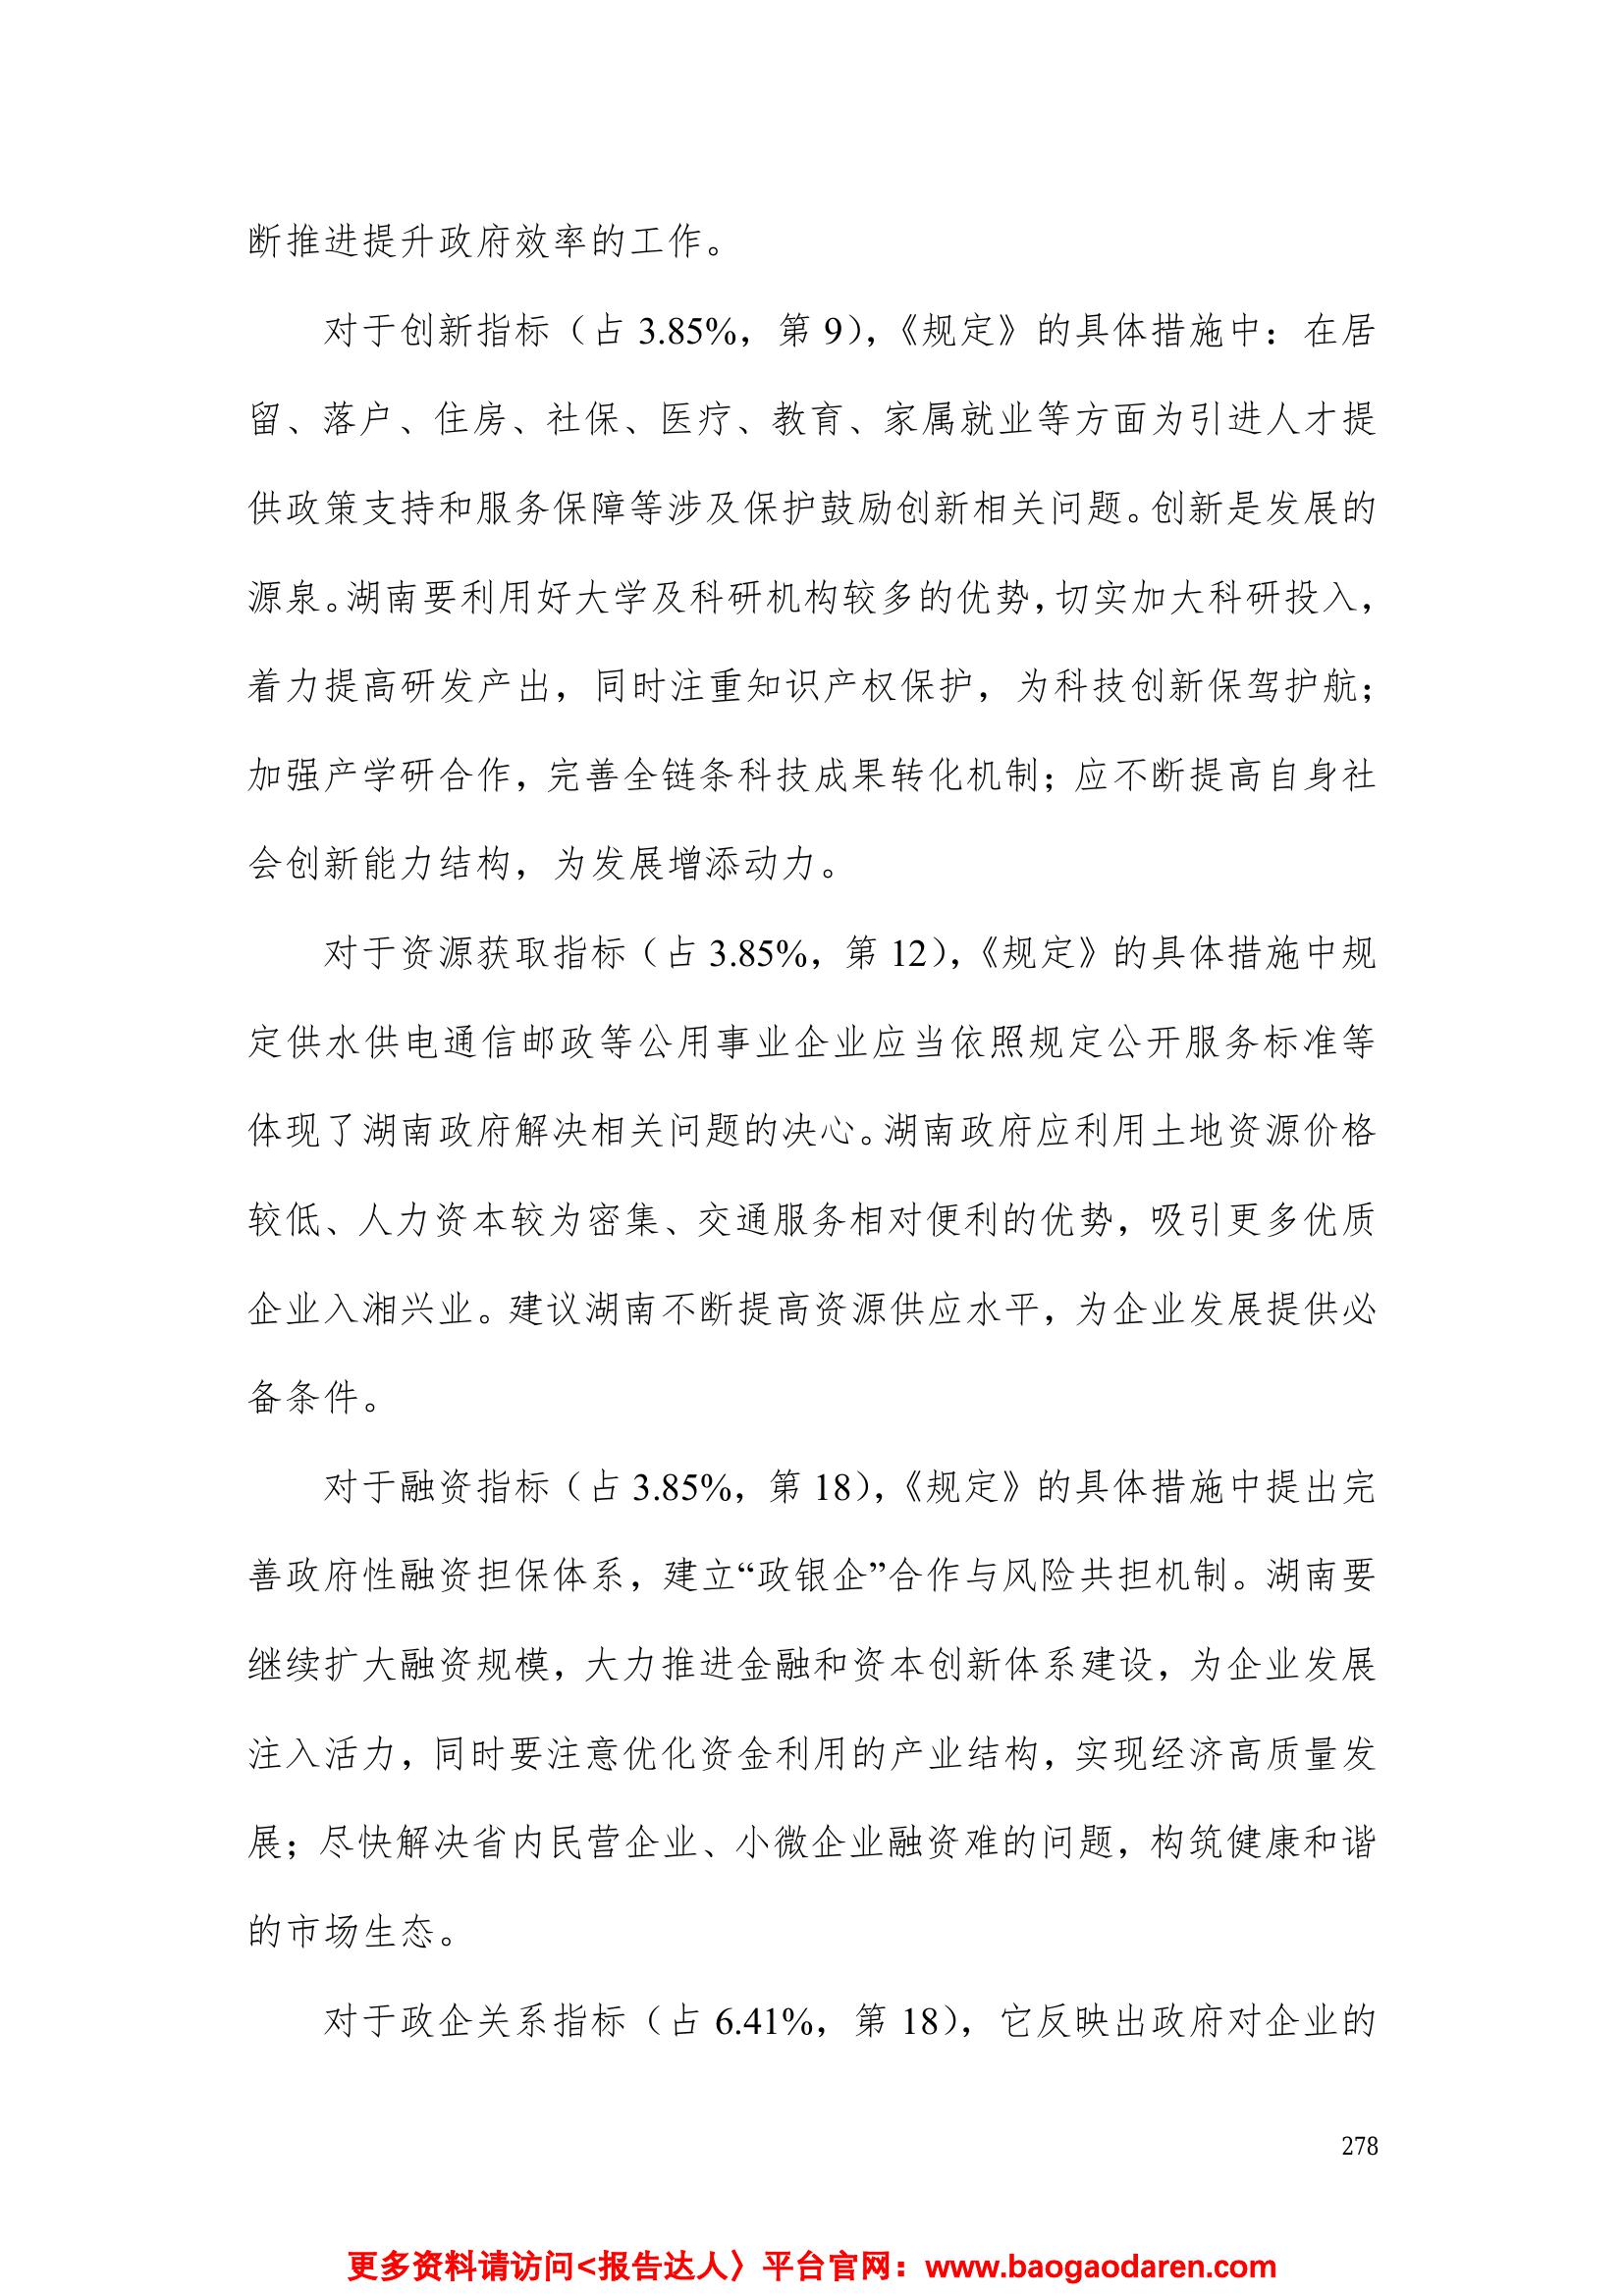 断推进提升政府效率的工作。
对于创新指标（占 3.85%，第 9），《规定》的具体措施中：在居
留、落户、住房、社保、医疗、教育、家属就业等方面为引进人才提
供政策支持和服务保障等涉及保护鼓励创新相关问题。创新是发展的
源泉。湖南要利用好大学及科研机构较多的优势，切实加大科研投入，
着力提高研发产出，同时注重知识产权保护，为科技创新保驾护航；
加强产学研合作，完善全链条科技成果转化机制；应不断提高自身社
会创新能力结构，为发展增添动力。
对于资源获取指标（占 3.85%，第 12），《规定》的具体措施中规
定供水供电通信邮政等公用事业企业应当依照规定公开服务标准等
体现了湖南政府解决相关问题的决心。湖南政府应利用土地资源价格
较低、人力资本较为密集、交通服务相对便利的优势，吸引更多优质
企业入湘兴业。建议湖南不断提高资源供应水平，为企业发展提供必
备条件。
对于融资指标（占 3.85%，第 18），《规定》的具体措施中提出完
善政府性融资担保体系，建立“政银企”合作与风险共担机制。湖南要
继续扩大融资规模，大力推进金融和资本创新体系建设，为企业发展
注入活力，同时要注意优化资金利用的产业结构，实现经济高质量发
展；尽快解决省内民营企业、小微企业融资难的问题，构筑健康和谐
的市场生态。
对于政企关系指标（占 6.41%，第 18），它反映出政府对企业的
278
更多资料请访问<报告达人〉平台官网：www.baogaodaren.com